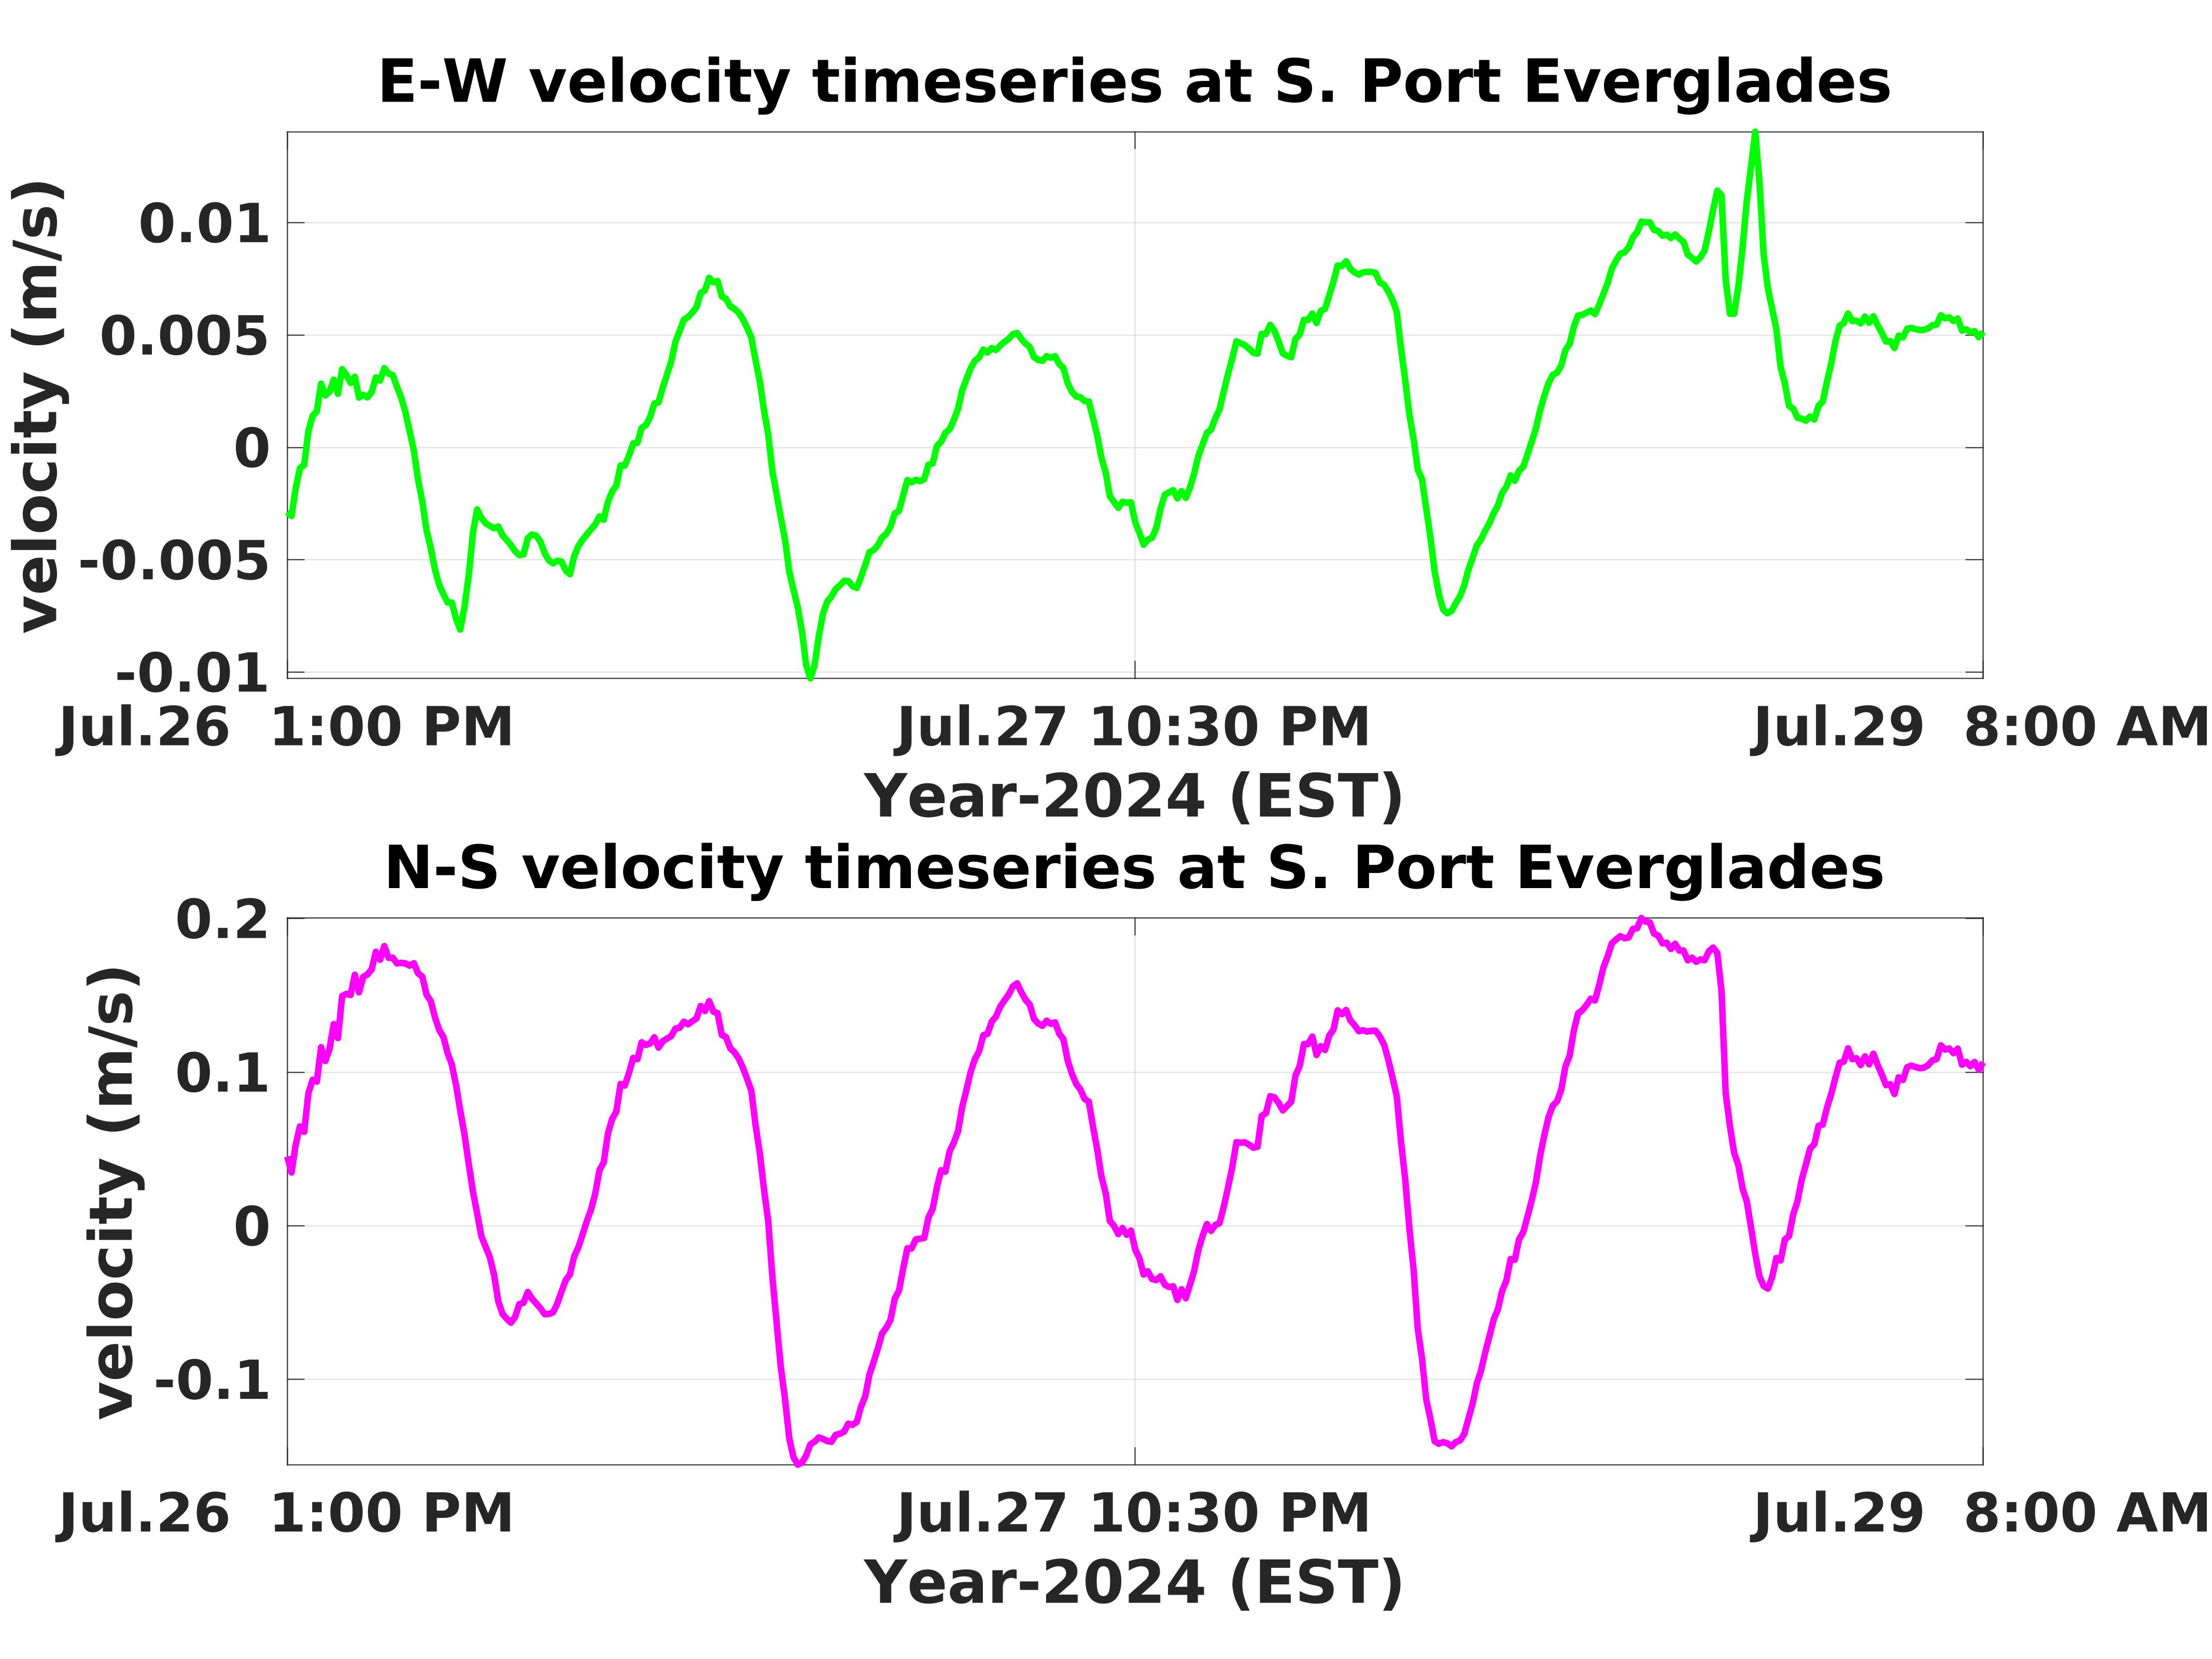 E-W velocity timeseries at S. Port Everglades
velocity (m/s)
0.01
0.005
0
-0.005
-0.01
Jul.26  1:00 PM Jul.27 10:30 PM Jul.29  8:00 AM
Year-2024 (EST)
N-S velocity timeseries at S. Port Everglades
velocity (m/s)
0.2
0.1
0
-0.1
Jul.26  1:00 PM Jul.27 10:30 PM Jul.29  8:00 AM
Year-2024 (EST)